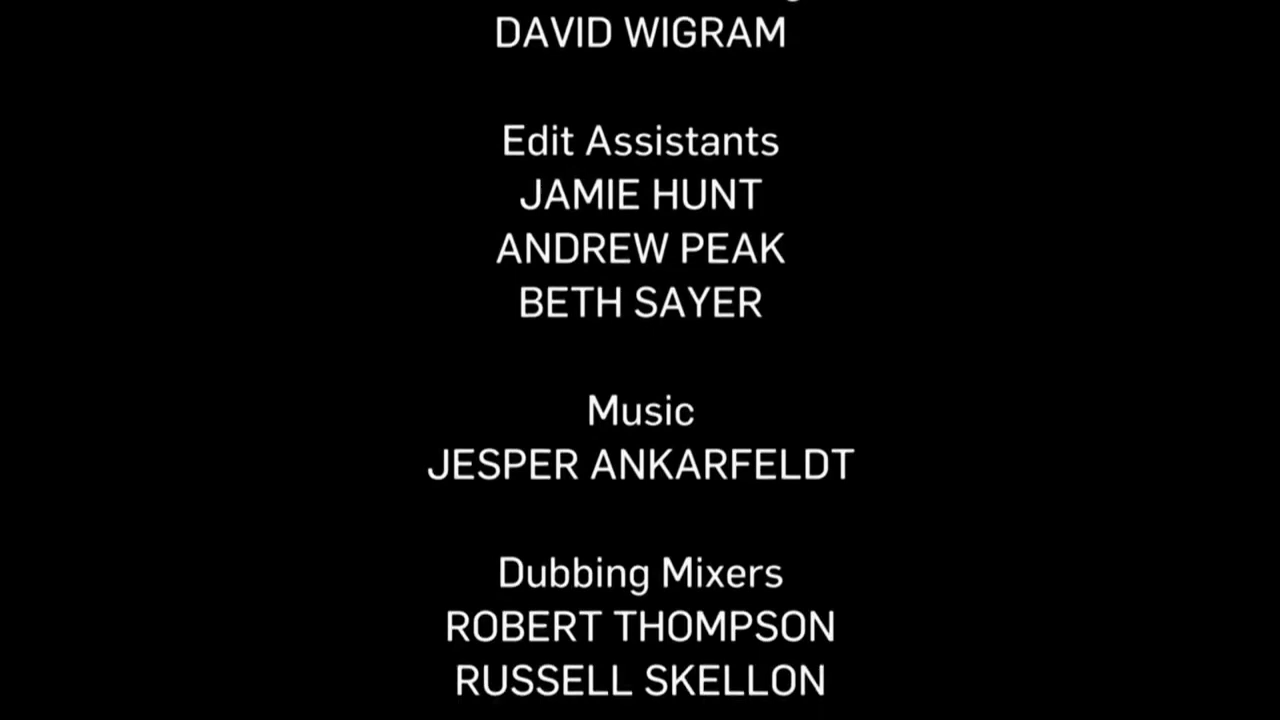 DAVID WIGRAM
Edit Assistants
JAMIE HUNT
ANDREW PEAK
BETH SAYER
Music
JESPER ANKARFELDT
Dubbing Mixers
ROBERT THOMPSON
RUSSELL SKELLON